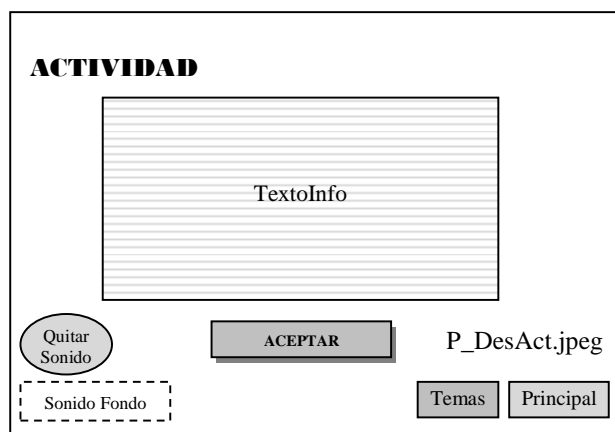 ACTIVIDAD
TextoInfo
Quitar
Sonido
ACEPTAR
P_DesAct.jpeg
Sonido Fondo
Temas
Principal